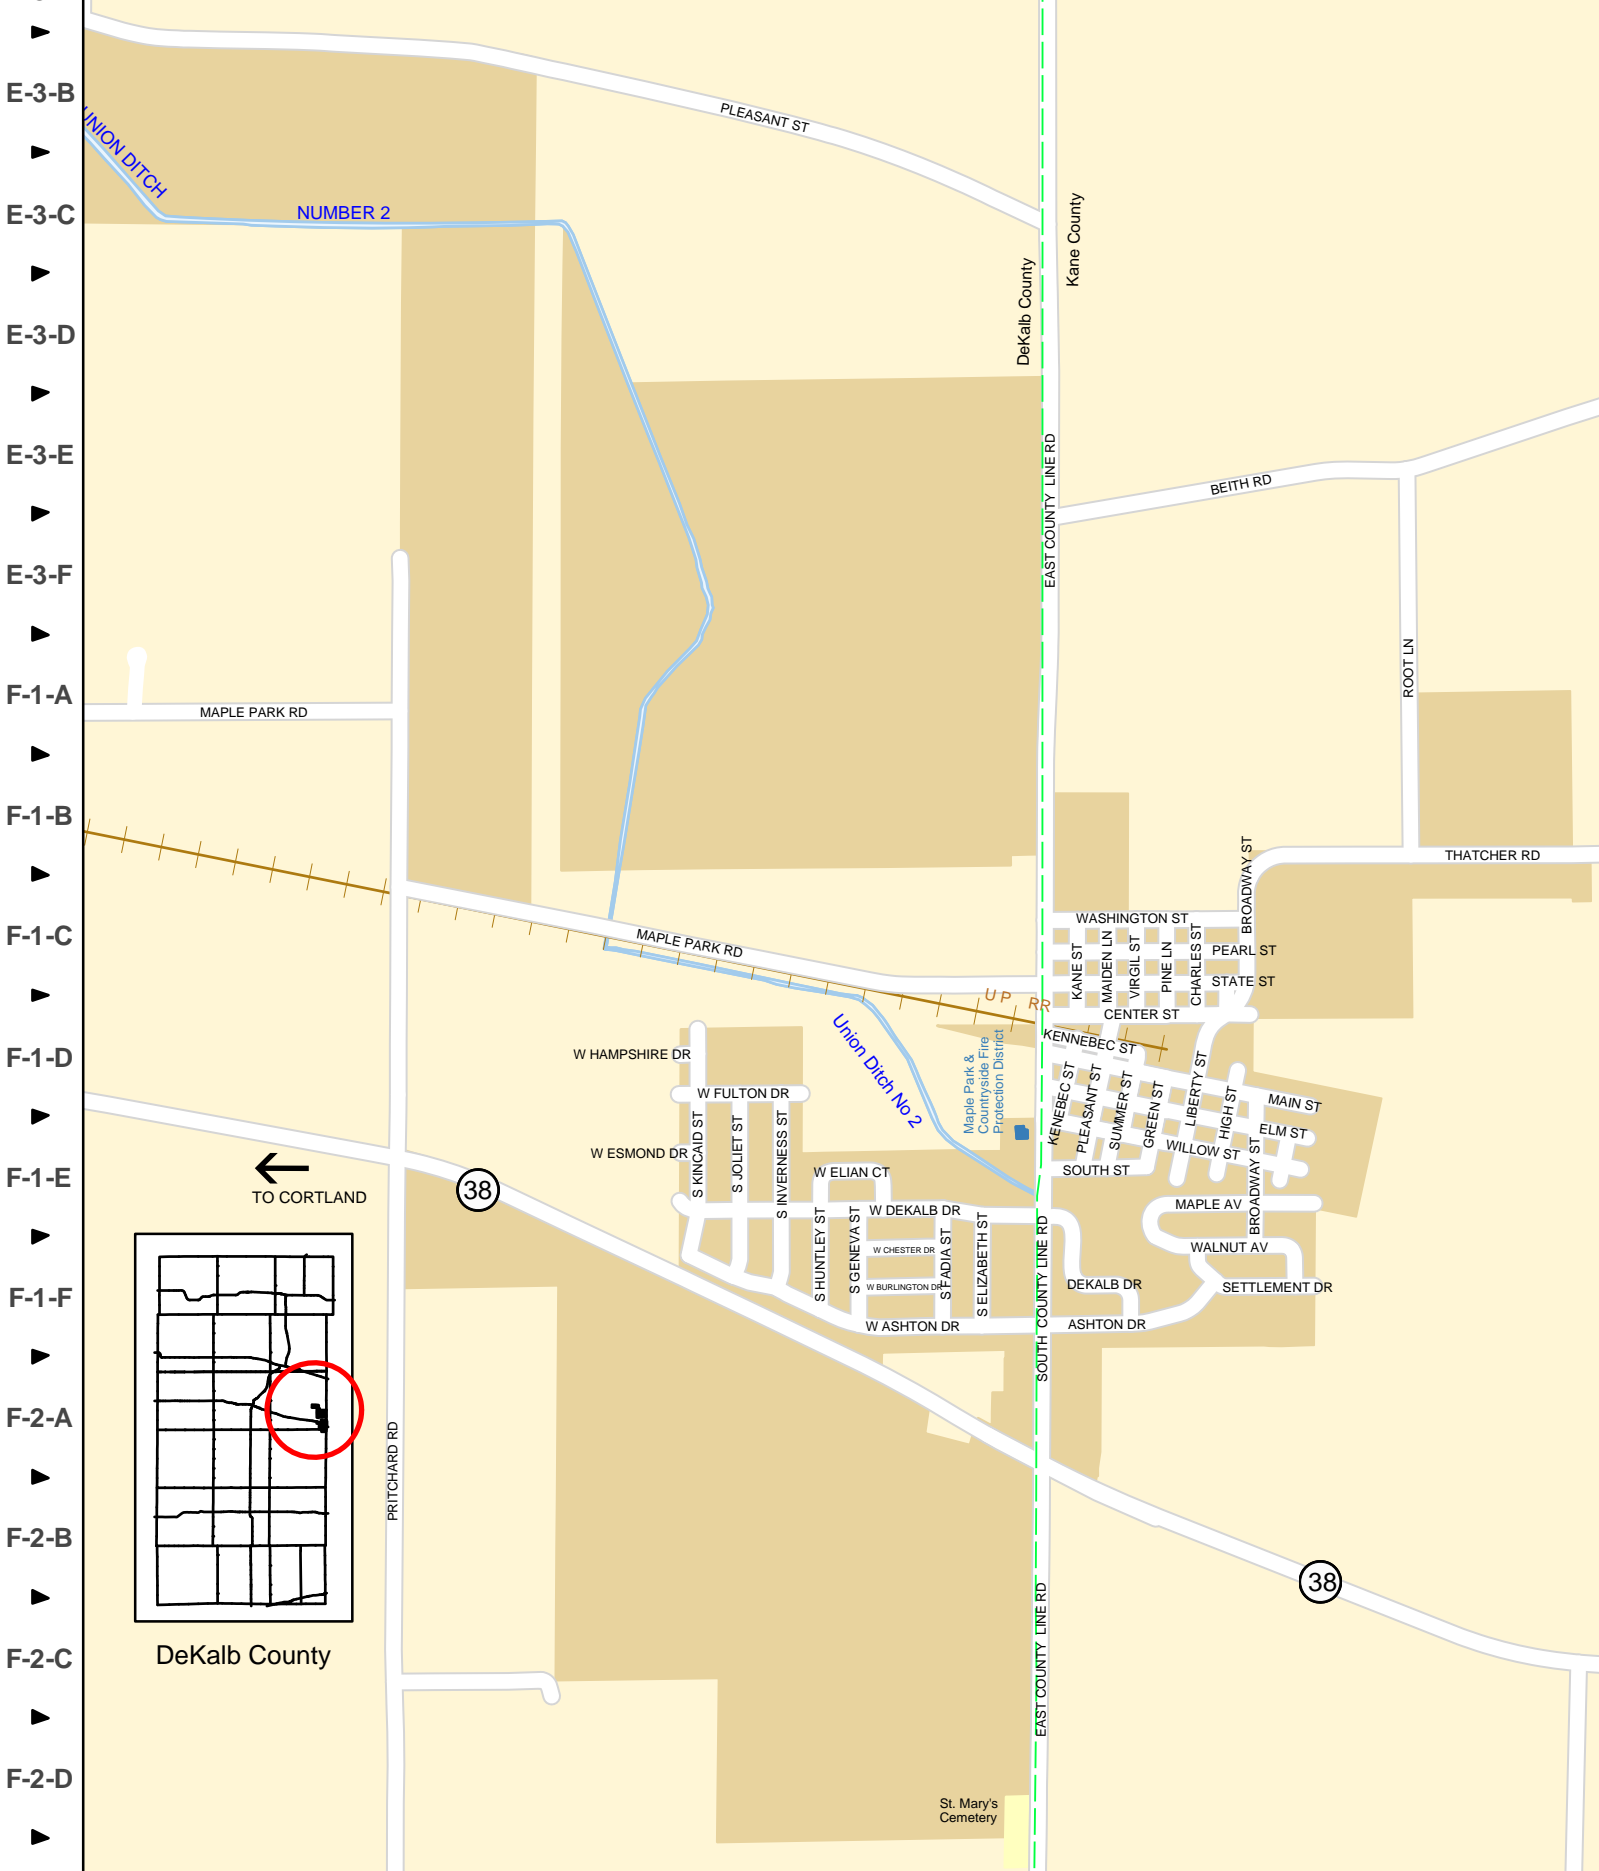 E-3-B
E-3-C
E-3-D
E-3-E
E-3-F
F-1-A
F-1-B
F-1-C
F-1-D
F-1-E
F-1-F
F-2-A
F-2-B
F-2-C
F-2-D
PLEASANT ST
UNION DITCH
NUMBER 2
DeKalb County
Kane County
EAST COUNTY LINE RD
BEITH RD
ROOT LN
MAPLE PARK RD
THATCHER RD
BROADWAY ST
WASHINGTON ST
MAPLE PARK RD
KANE ST
MAIDEN LN
VIRGIL ST
PINE LN
CHARLES ST
PEARL ST
STATE ST
CENTER ST
U P RR
KENNEBEC ST
Union Ditch No 2
Maple Park &
Countryside Fire
Protection District
W HAMPSHIRE DR
W FULTON DR
W ESMOND DR
S KINCAID ST
S JOLIET ST
S INVERNESS ST
KENEBEC ST
PLEASANT ST
SUMMER ST
GREEN ST
LIBERTY ST
HIGH ST
MAIN ST
ELM ST
WILLOW ST
SOUTH ST
BROADWAY ST
MAPLE AV
WALNUT AV
SETTLEMENT DR
W ELIAN CT
W DEKALB DR
S HUNTLEY ST
S GENEVA ST
W CHESTER DR
W BURLINGTON DR
S FADIA ST
S ELIZABETH ST
W ASHTON DR
SOUTH COUNTY LINE RD
DEKALB DR
ASHTON DR
TO CORTLAND
38
DeKalb County
PRITCHARD RD
38
EAST COUNTY LINE RD
St. Mary's
Cemetery